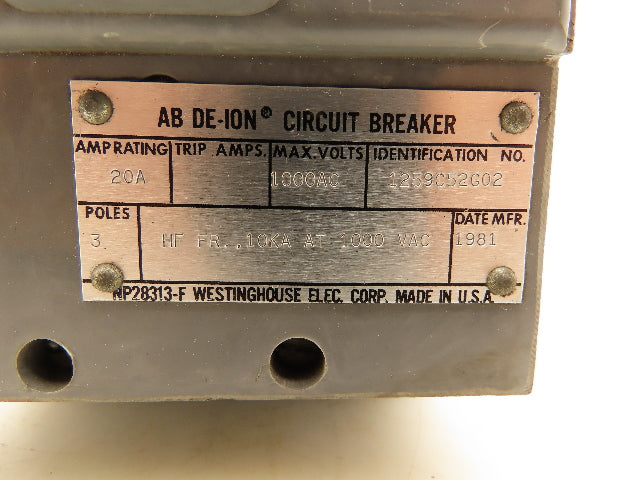 AB DE-ION® CIRCUIT BREAKER
AMP RATING TRIP. AMPS. MAX. VOLTS IDENTIFICATION NO.
20A 1000AC 1259C52G02
POLES DATE MFR.
3 HF FR., 10KA AT 1000 VAC 1981
NP28313-F WESTINGHOUSE ELEC. CORP. MADE IN U.S.A.